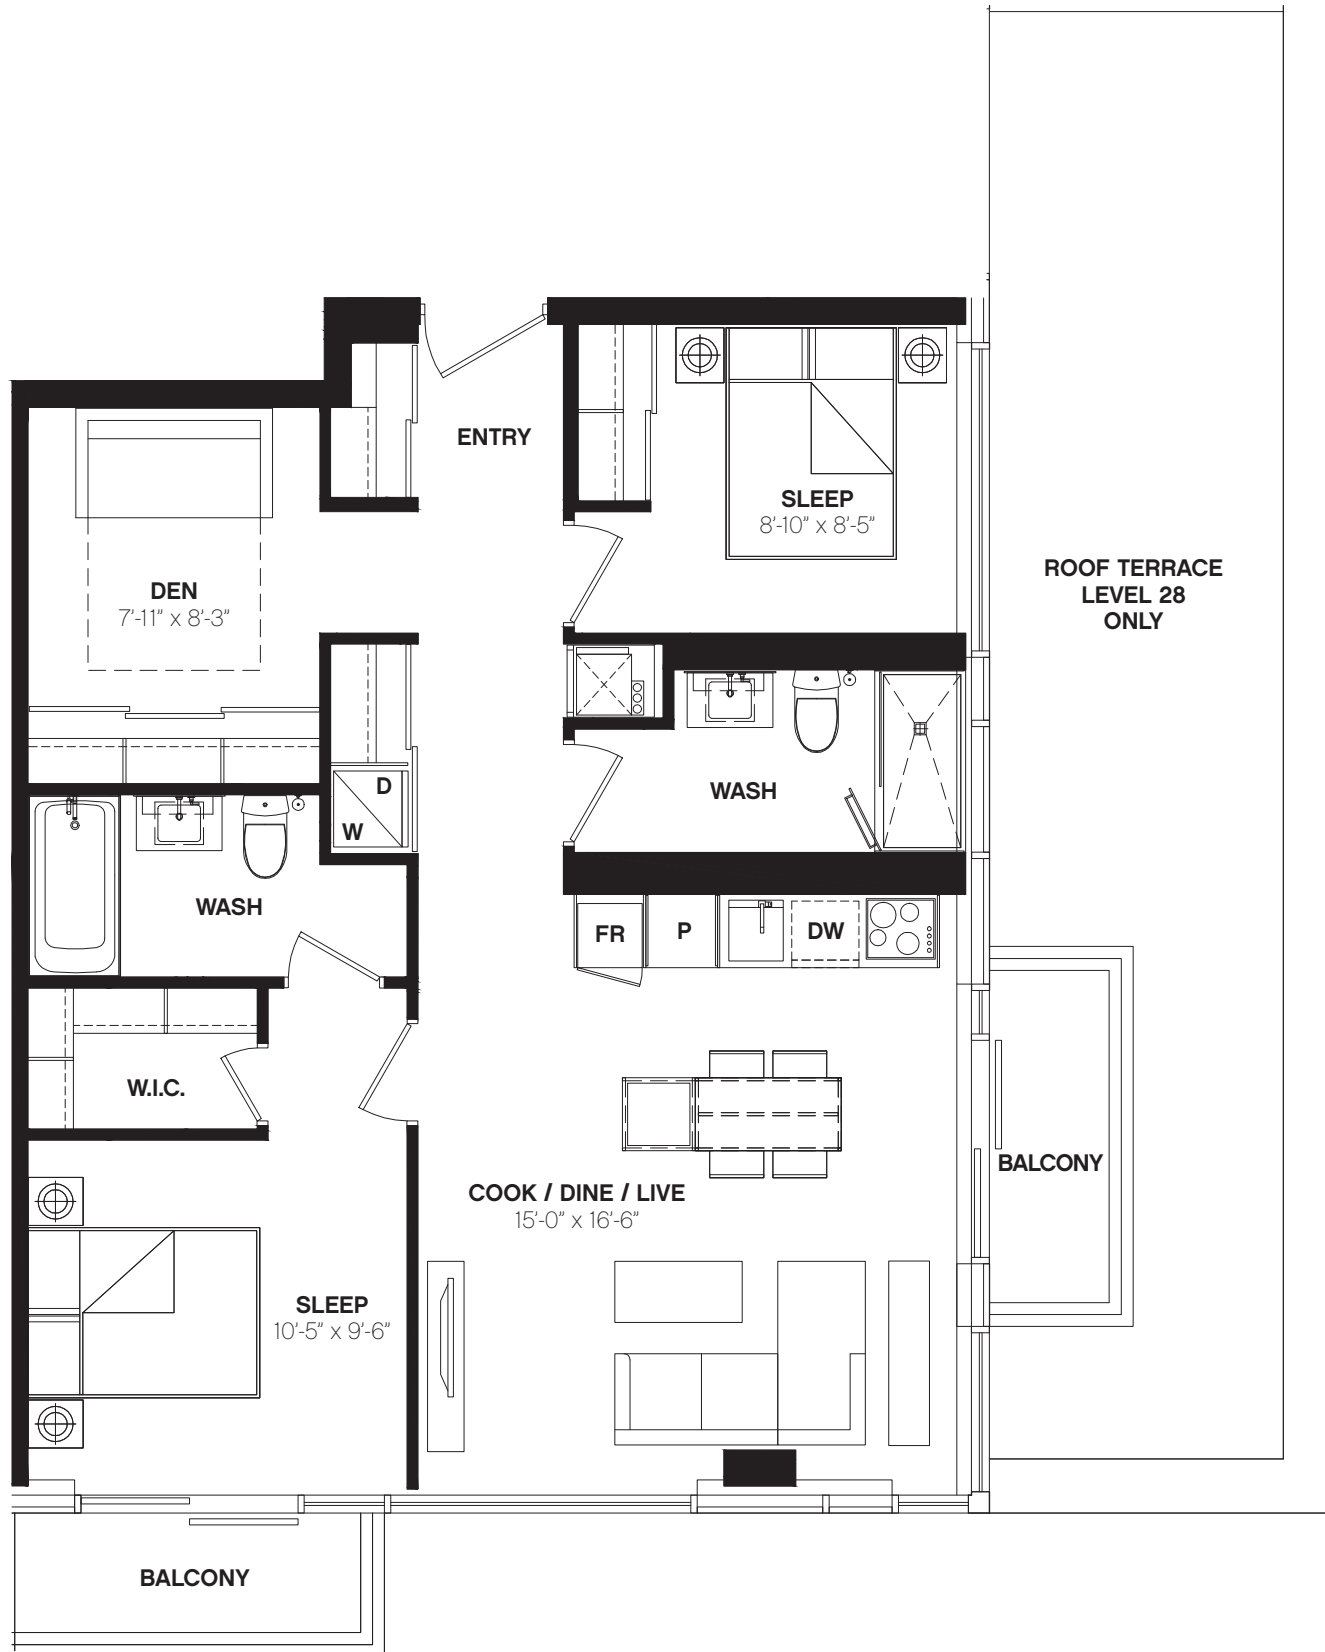 ENTRY
SLEEP
8'-10" x 8'-5"
ROOF TERRACE
LEVEL 28
ONLY
DEN
7'-11" x 8'-3"
D
W
WASH
WASH
FR
P
DW
W.I.C.
BALCONY
COOK / DINE / LIVE
15'-0" x 16'-6"
SLEEP
10'-5" x 9'-6"
BALCONY